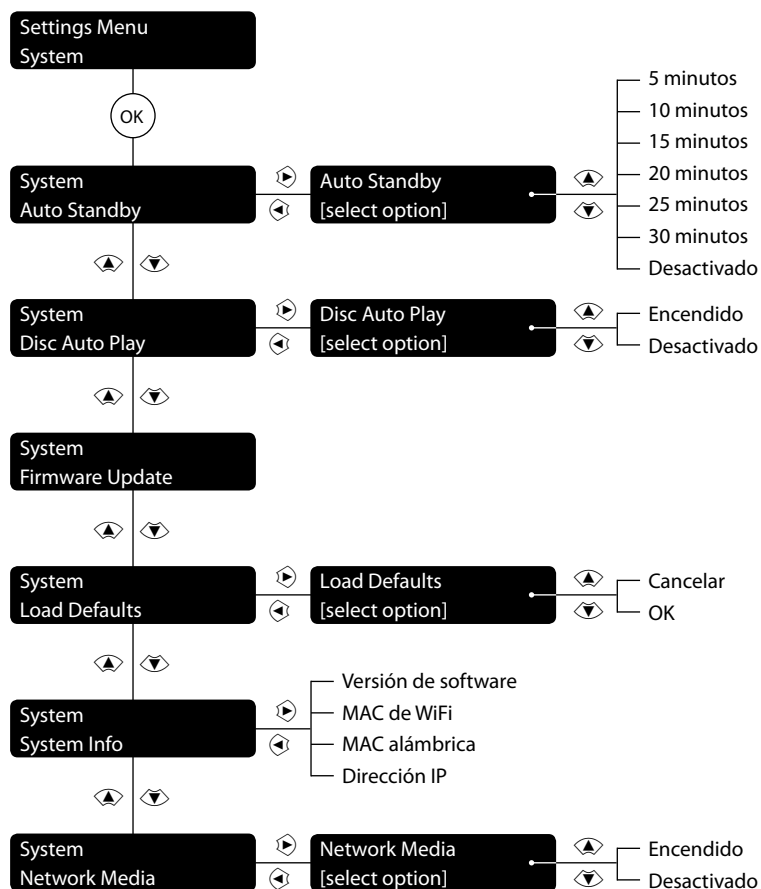 Settings Menu
System
OK
System
Auto Standby
Auto Standby
[select option]
5 minutos
10 minutos
15 minutos
20 minutos
25 minutos
30 minutos
Desactivado
System
Disc Auto Play
Disc Auto Play
[select option]
Encendido
Desactivado
System
Firmware Update
System
Load Defaults
Load Defaults
[select option]
Cancelar
OK
System
System Info
Versión de software
MAC de WiFi
MAC alámbrica
Dirección IP
System
Network Media
Network Media
[select option]
Encendido
Desactivado